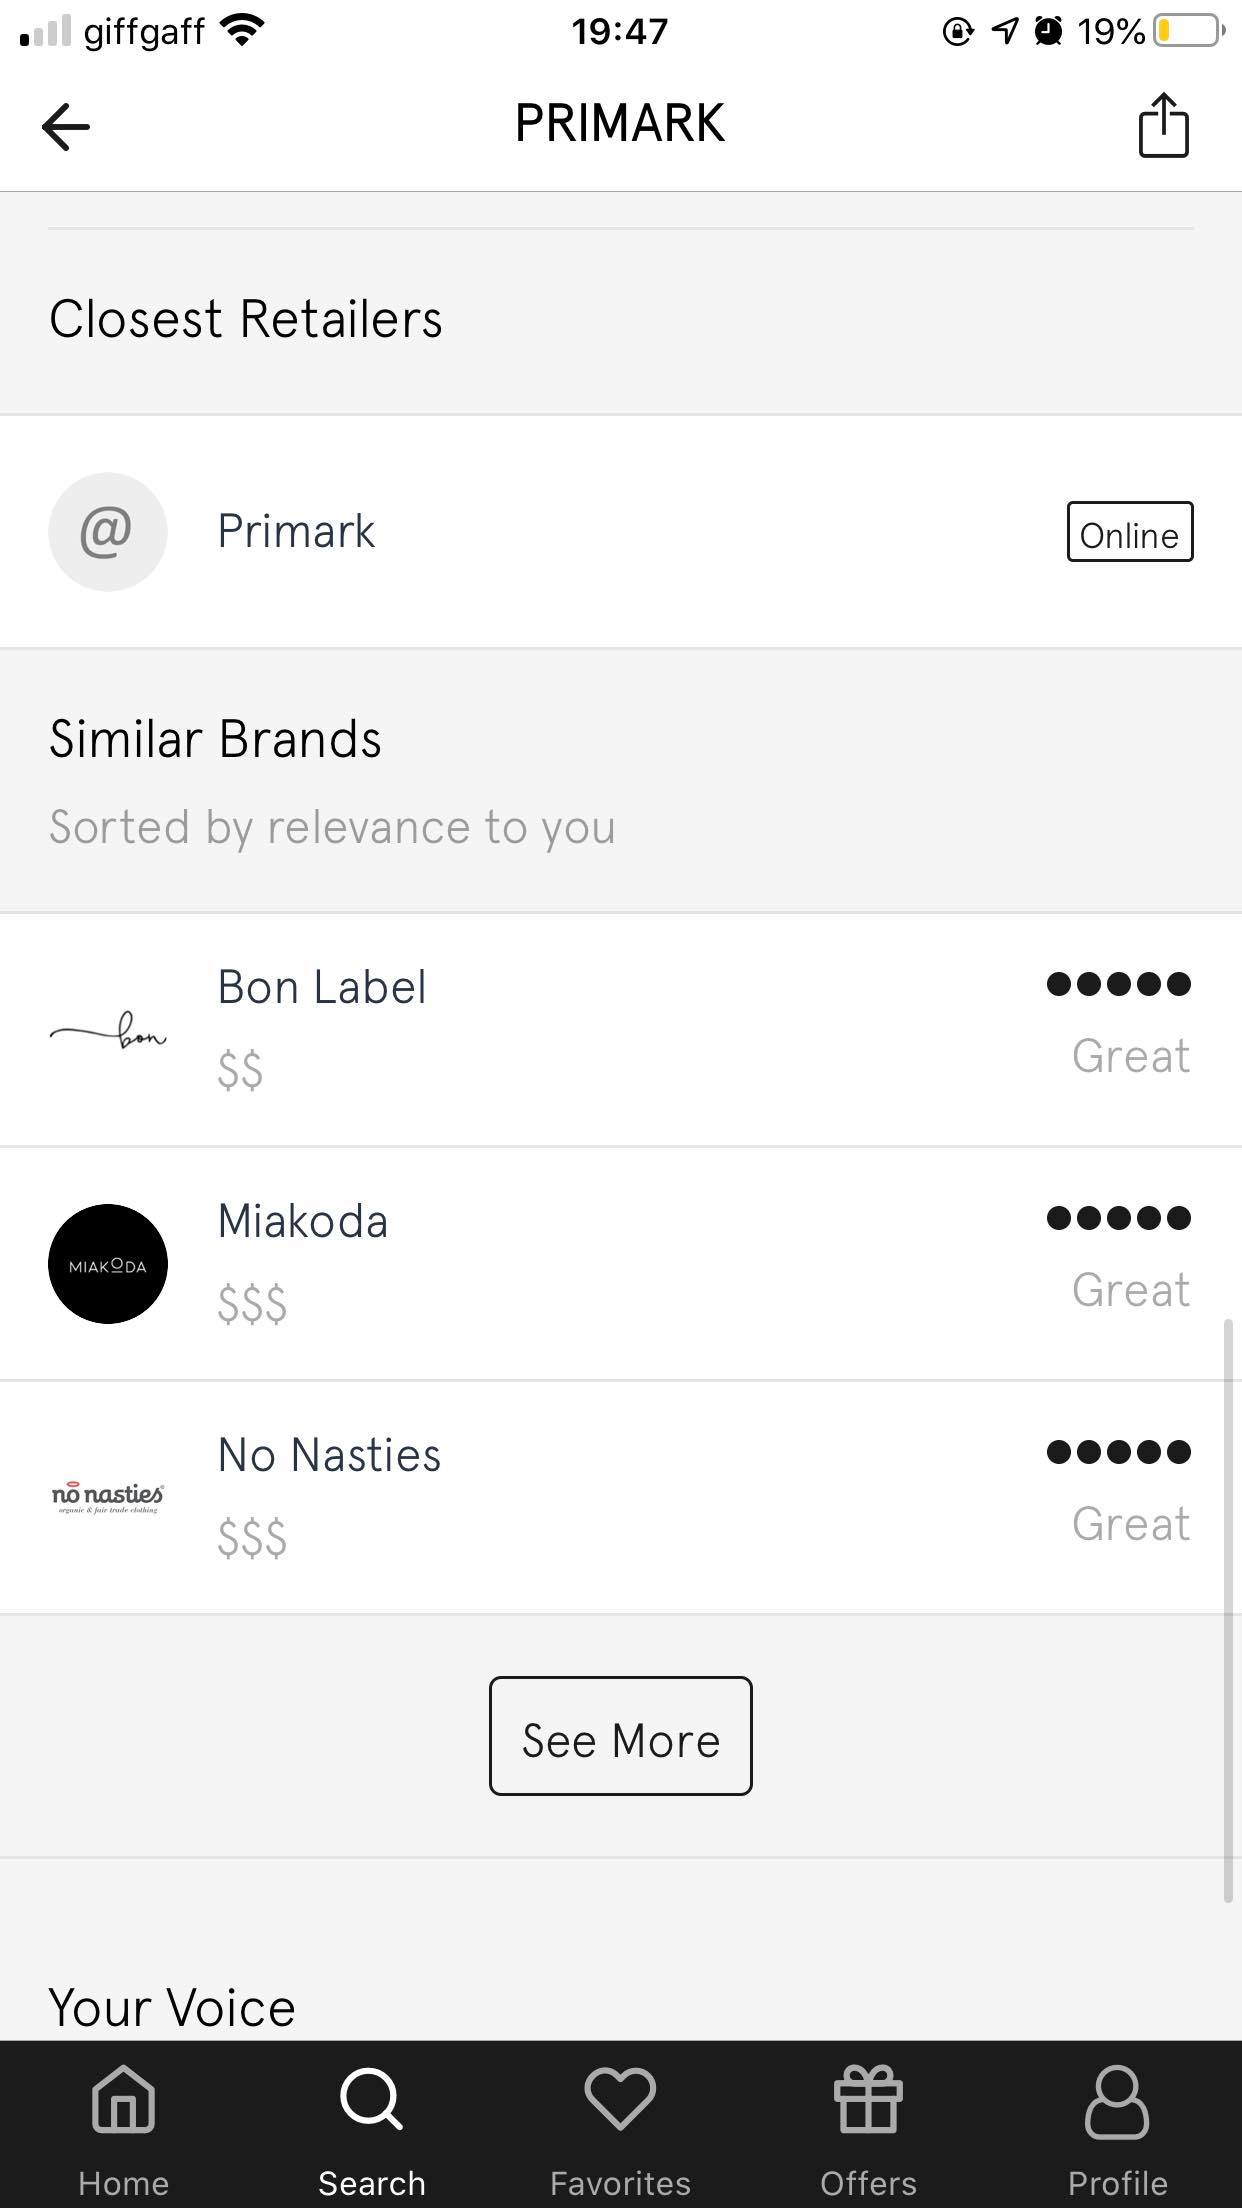 giffgaff 19:47 19%
PRIMARK
Closest Retailers
@ Primark Online
Similar Brands
Sorted by relevance to you
bon Bon Label
$$ Great
MIAKODA Miakoda
$$$ Great
no nasties No Nasties
organic & fair trade clothing
$$$ Great
See More
Your Voice
Home Search Favorites Offers Profile